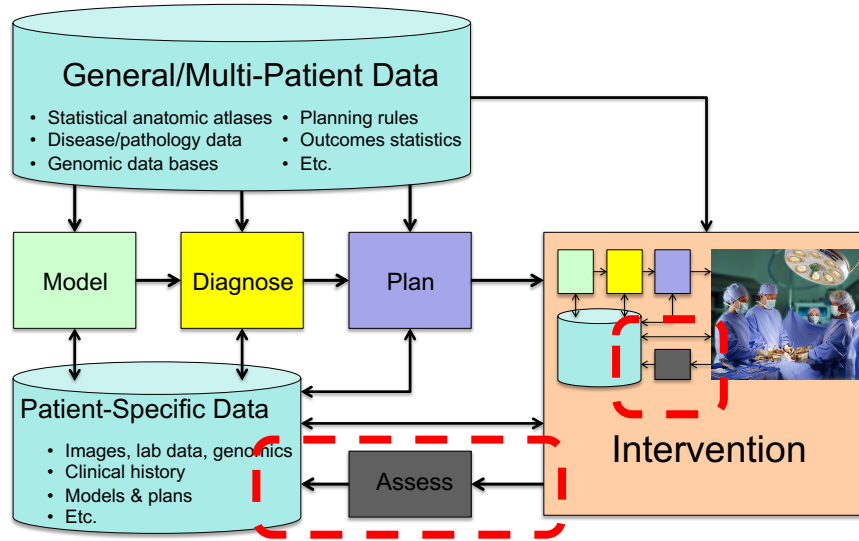 General/Multi-Patient Data
• Statistical anatomic atlases
• Disease/pathology data
• Genomic data bases
• Planning rules
• Outcomes statistics
• Etc.
Model
Diagnose
Plan
Patient-Specific Data
• Images, lab data, genomics
• Clinical history
• Models & plans
• Etc.
Assess
Intervention